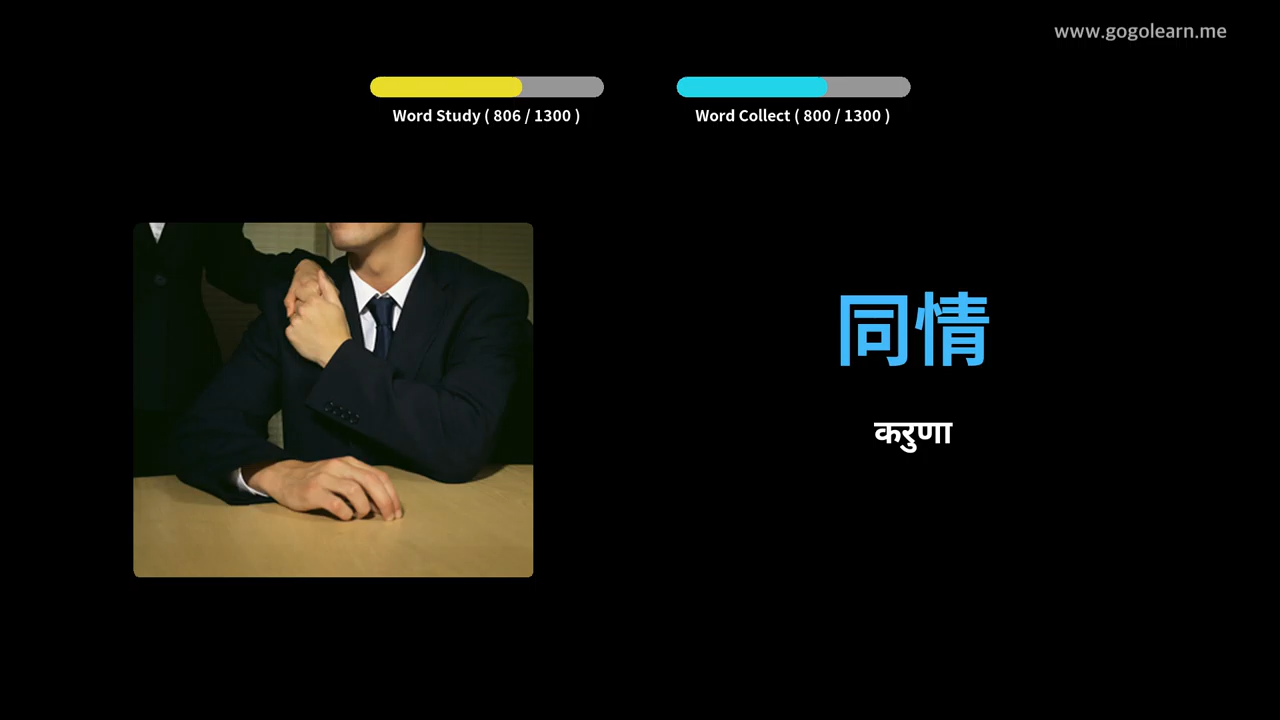 www.gogolearn.me
Word Study ( 806 / 1300 )
Word Collect ( 800 / 1300 )
同情
करुणा